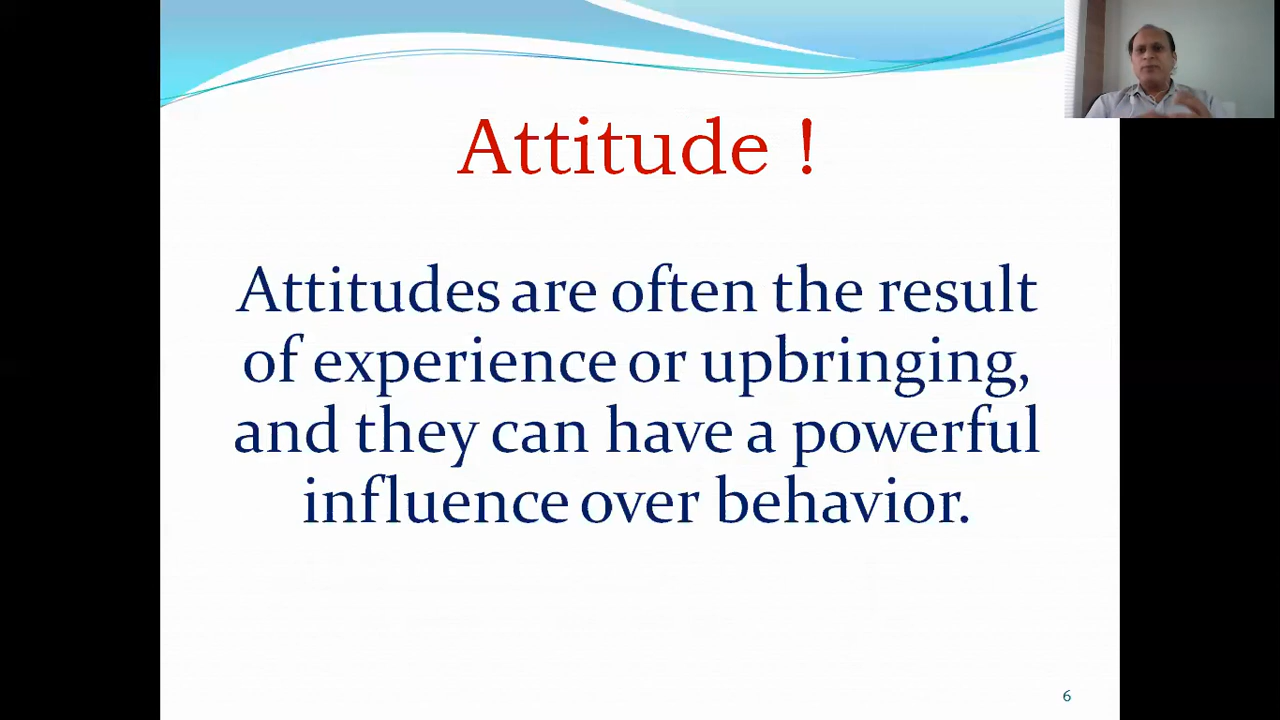 Attitude !
Attitudes are often the result
of experience or upbringing,
and they can have a powerful
influence over behavior.
6